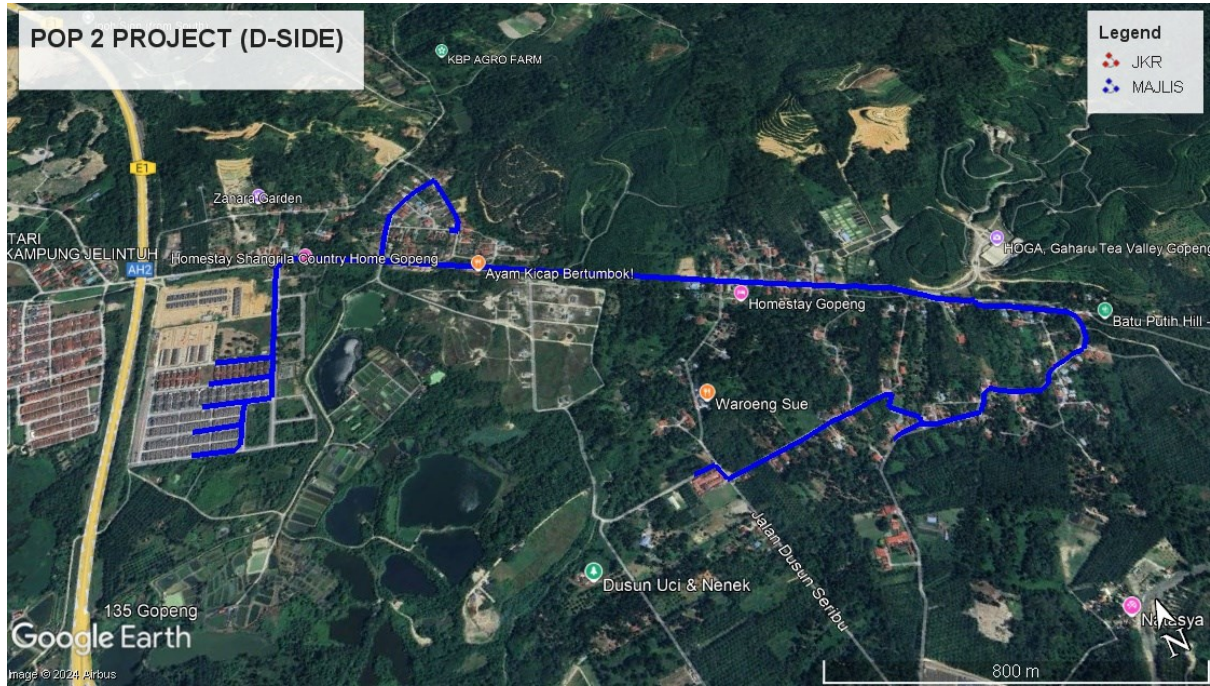 POP 2 PROJECT (D-SIDE)
Legend
JKR
MAJLIS
KBP AGRO FARM
E1
Zahara Garden
TARI
KAMPUNG JELINTUH
AH2
Homestay Shangrila Country Home Gopeng
Ayam Kicap Bertumbok!
HOGA, Gaharu Tea Valley Gopeng
Homestay Gopeng
Batu Putih Hill -
Waroeng Sue
Jalan Dusun Seribu
Dusun Uci & Nenek
135 Gopeng
Natasya
Google Earth
N
Image © 2024 Airbus
800 m